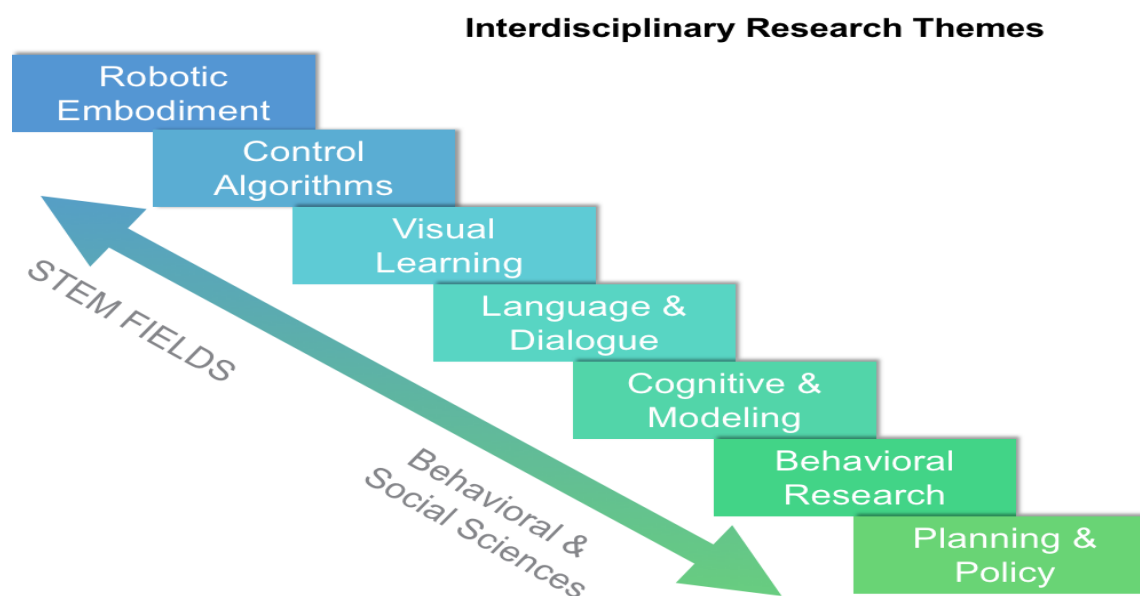 Interdisciplinary Research Themes
Robotic
Embodiment
Control
Algorithms
Visual
Learning
Language &
Dialogue
Cognitive &
Modeling
Behavioral
Research
Planning &
Policy
STEM FIELDS
Behavioral &
Social Sciences